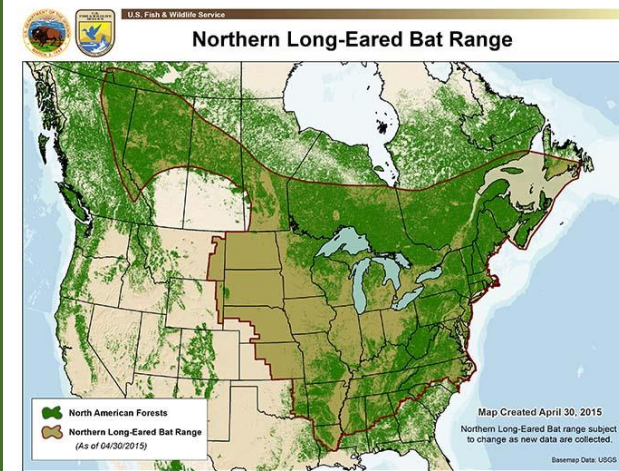 U.S. Fish & Wildlife Service
Northern Long-Eared Bat Range
North American Forests
Northern Long-Eared Bat Range
(As of 04/30/2015)
Map Created April 30, 2015
Northern Long-Eared Bat range subject
to change as new data are collected.
Basemap Data: USGS